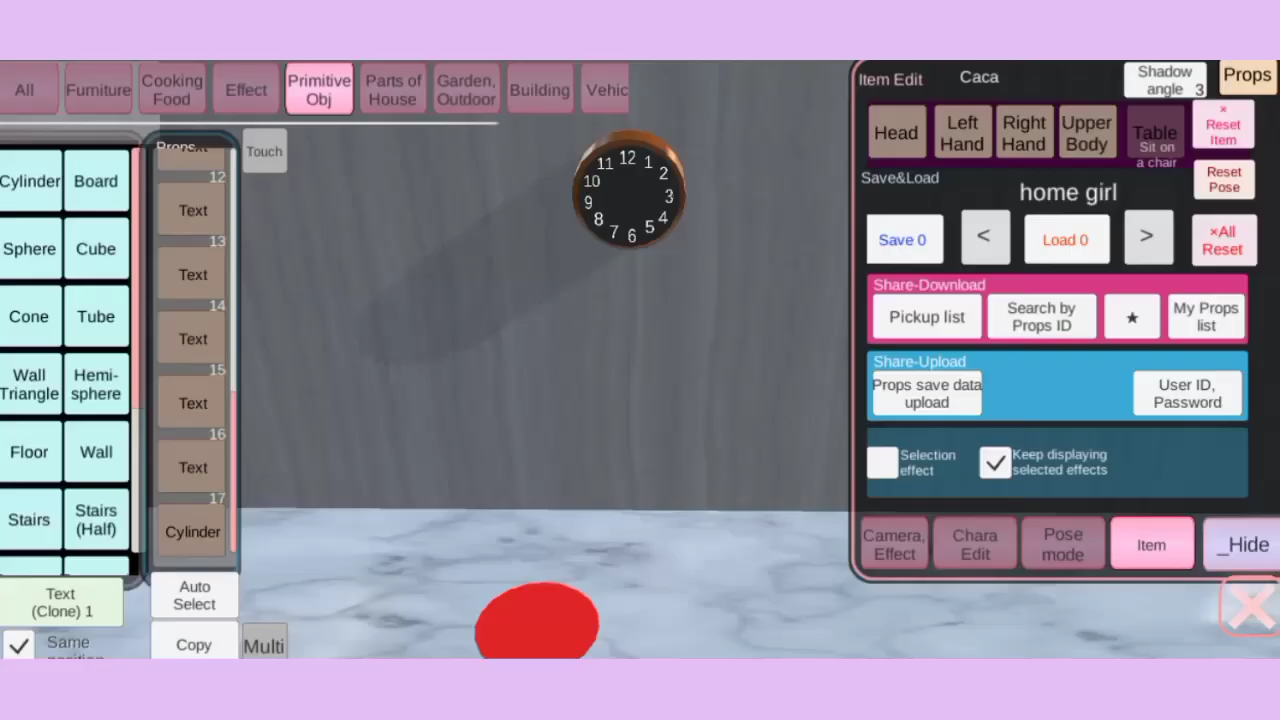 All
Furniture
Cooking
Food
Effect
Primitive
Obj
Parts of
House
Garden,
Outdoor
Building
Vehic
Cylinder
Board
Sphere
Cube
Cone
Tube
Wall
Triangle
Hemi-
sphere
Floor
Wall
Stairs
Stairs
(Half)
Text
(Clone) 1
Same
position
Props
Text
12
Text
13
Text
14
Text
15
Text
16
Text
17
Cylinder
Auto
Select
Copy
Multi
Touch
12
1
2
3
4
5
6
7
8
9
10
11
Item Edit
Caca
Shadow
angle 3
Props
Head
Left
Hand
Right
Hand
Upper
Body
Table
Sit on
a chair
×
Reset
Item
Reset
Pose
Save&Load
home girl
Save 0
<
Load 0
>
×All
Reset
Share-Download
Pickup list
Search by
Props ID
★
My Props
list
Share-Upload
Props save data
upload
User ID,
Password
Selection
effect
Keep displaying
selected effects
Camera,
Effect
Chara
Edit
Pose
mode
Item
_Hide